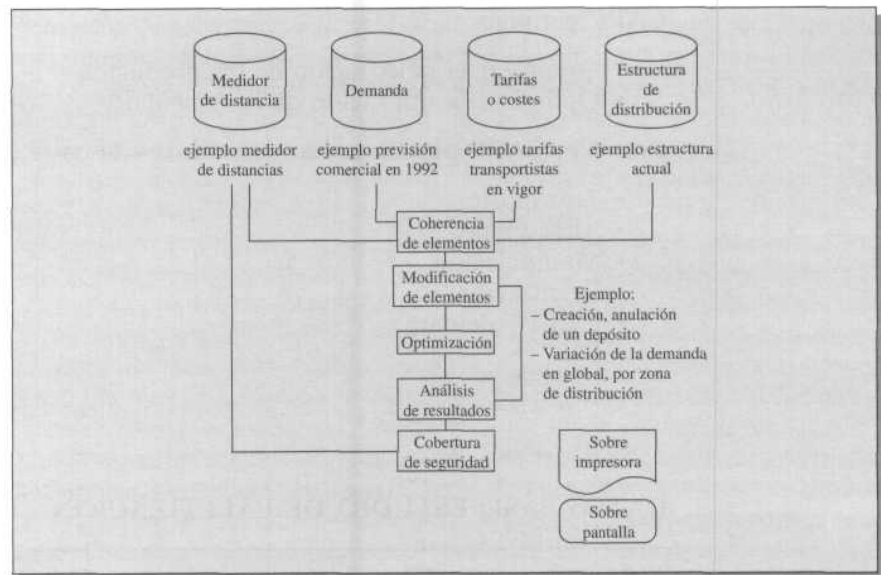 Medidor
de distancia
Demanda
Tarifas
o costes
Estructura
de
distribución
ejemplo medidor
de distancias
ejemplo previsión
comercial en 1992
ejemplo tarifas
transportistas
en vigor
ejemplo estructura
actual
Coherencia
de elementos
Modificación
de elementos
Optimización
Análisis
de resultados
Cobertura
de seguridad
Ejemplo:
– Creación, anulación
de un depósito
– Variación de la demanda
en global, por zona
de distribución
Sobre
impresora
Sobre
pantalla